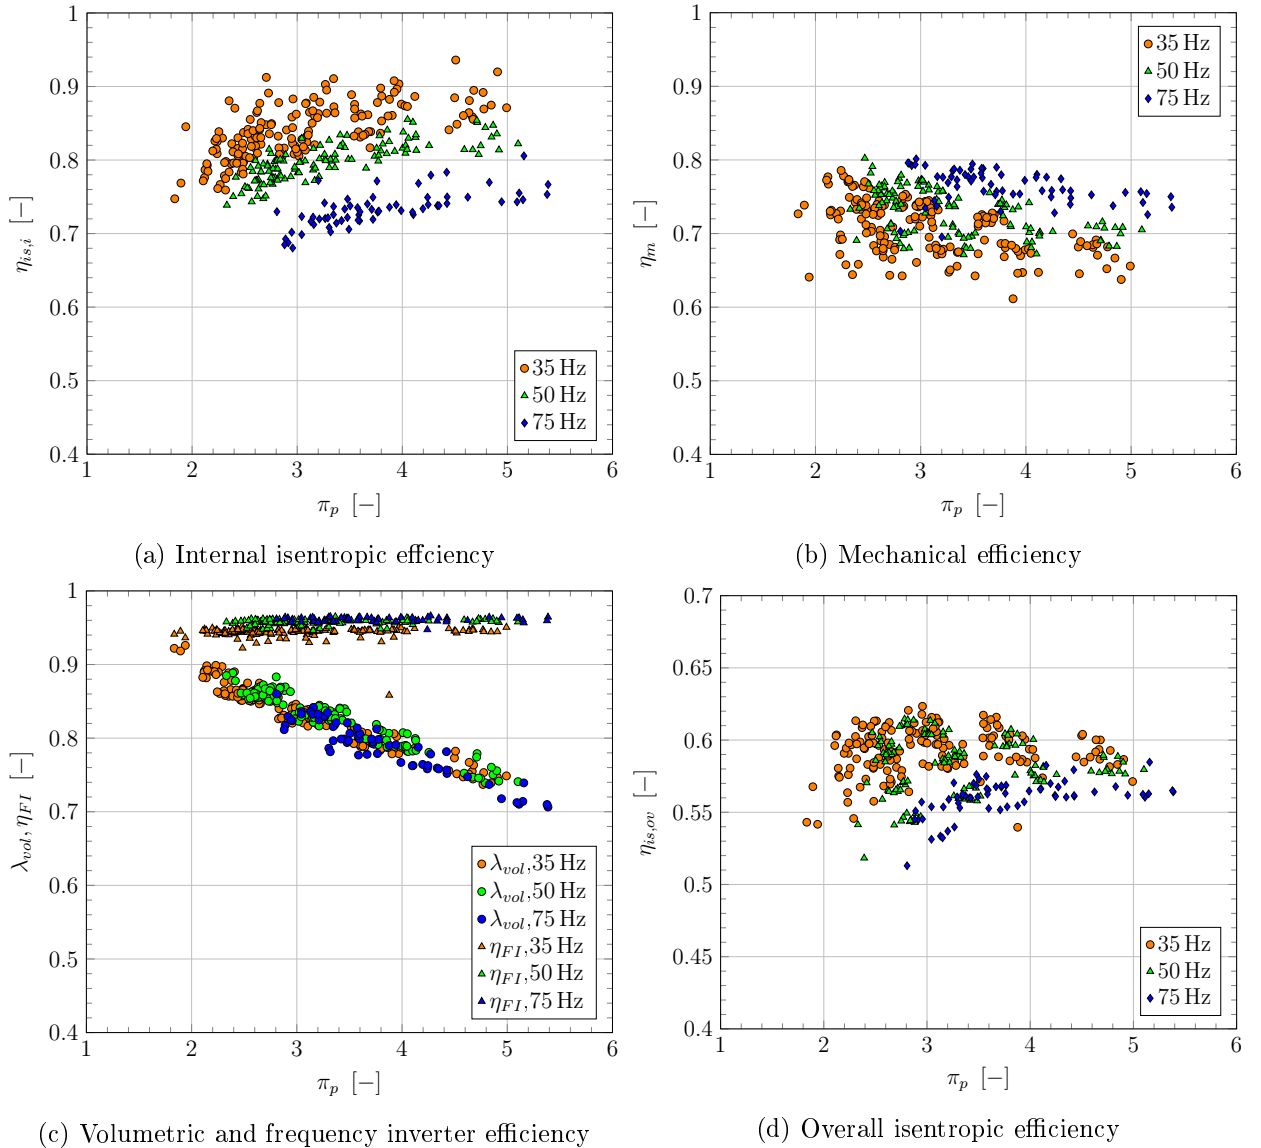 1
0.9
0.8
0.7
0.6
0.5
0.4
1 2 3 4 5 6
η_{is,i} [−]
π_p [−]
35 Hz
50 Hz
75 Hz
(a) Internal isentropic effciency
1
0.9
0.8
0.7
0.6
0.5
0.4
1 2 3 4 5 6
η_m [−]
π_p [−]
35 Hz
50 Hz
75 Hz
(b) Mechanical efficiency
1
0.9
0.8
0.7
0.6
0.5
0.4
1 2 3 4 5 6
λ_{vol}, η_{FI} [−]
π_p [−]
λ_{vol},35 Hz
λ_{vol},50 Hz
λ_{vol},75 Hz
η_{FI},35 Hz
η_{FI},50 Hz
η_{FI},75 Hz
(c) Volumetric and frequency inverter efficiency
0.7
0.65
0.6
0.55
0.5
0.45
0.4
1 2 3 4 5 6
η_{is,ov} [−]
π_p [−]
35 Hz
50 Hz
75 Hz
(d) Overall isentropic efficiency